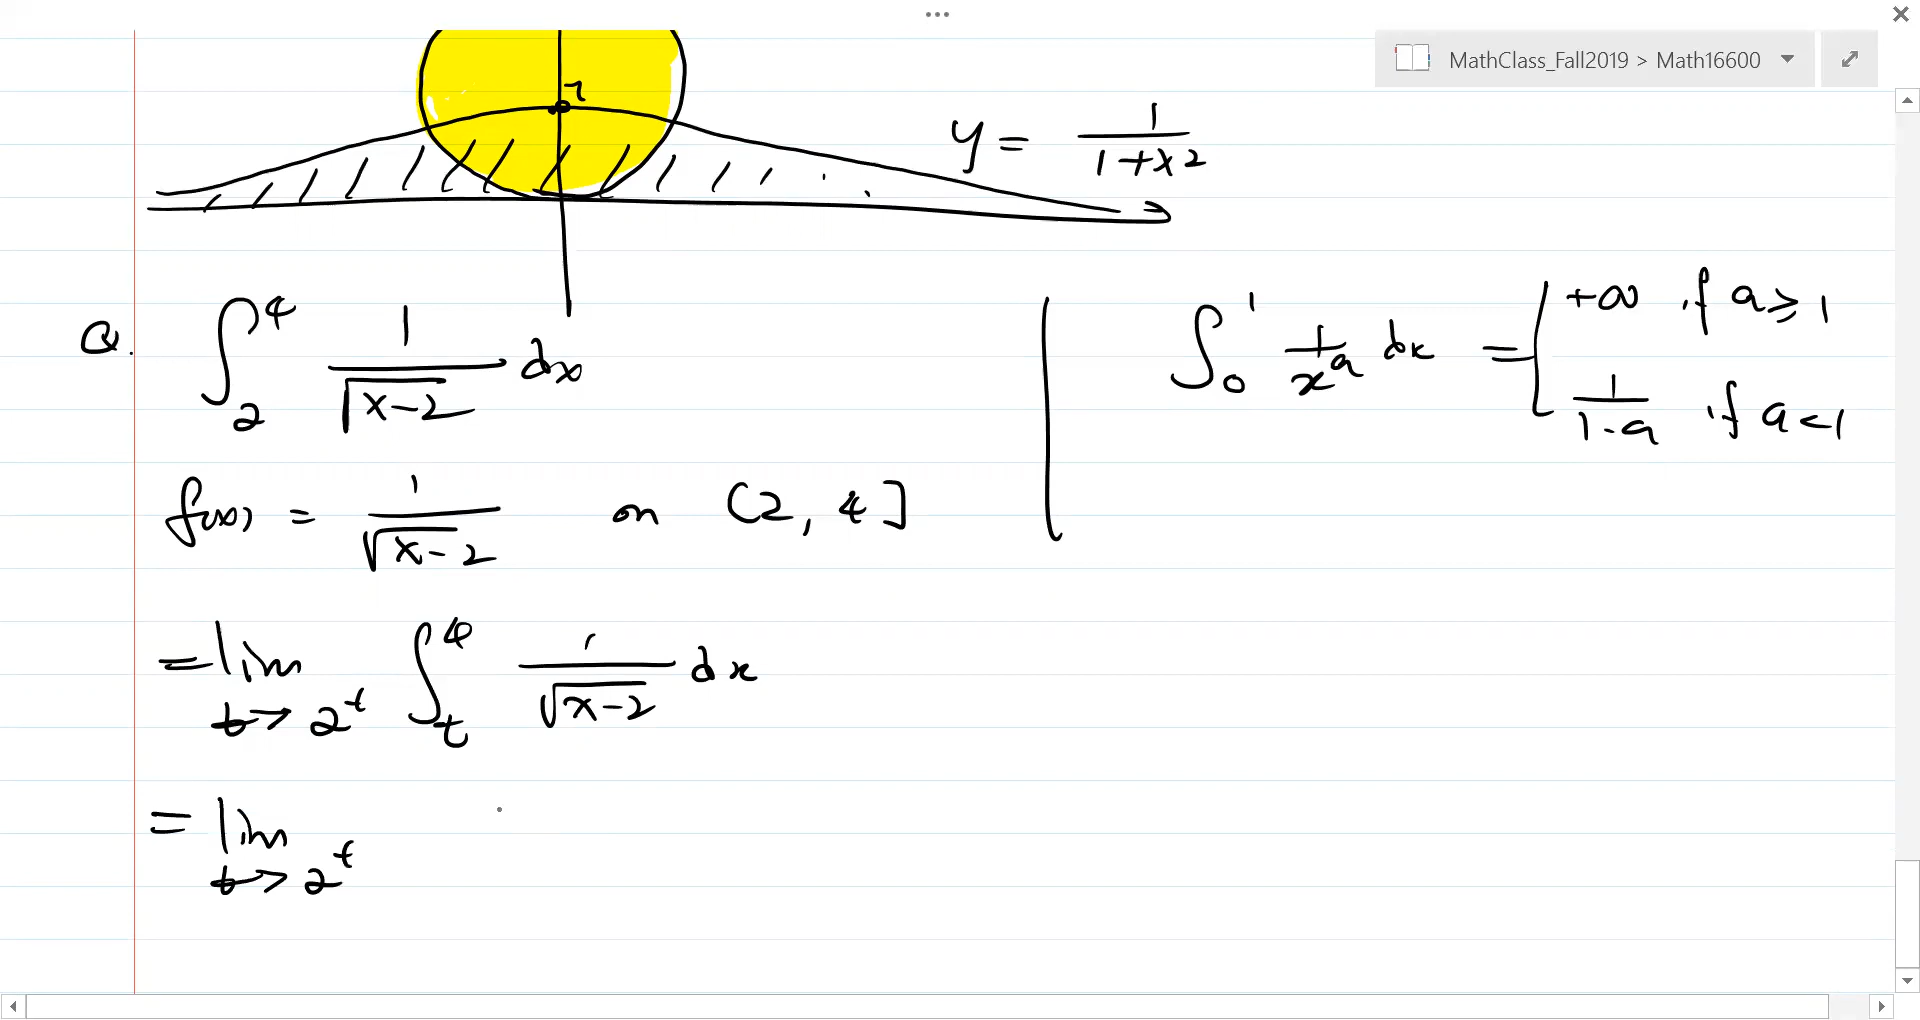 MathClass_Fall2019 > Math16600
1
y = 1/(1+x²)
Q. ∫₂⁴ 1/√(x-2) dx
∫₀¹ 1/xᵃ dx = { +∞ if a ≥ 1
1/(1-a) if a < 1
f(x) = 1/√(x-2) on (2, 4]
= lim t→2⁺ ∫ₜ⁴ 1/√(x-2) dx
= lim t→2⁺